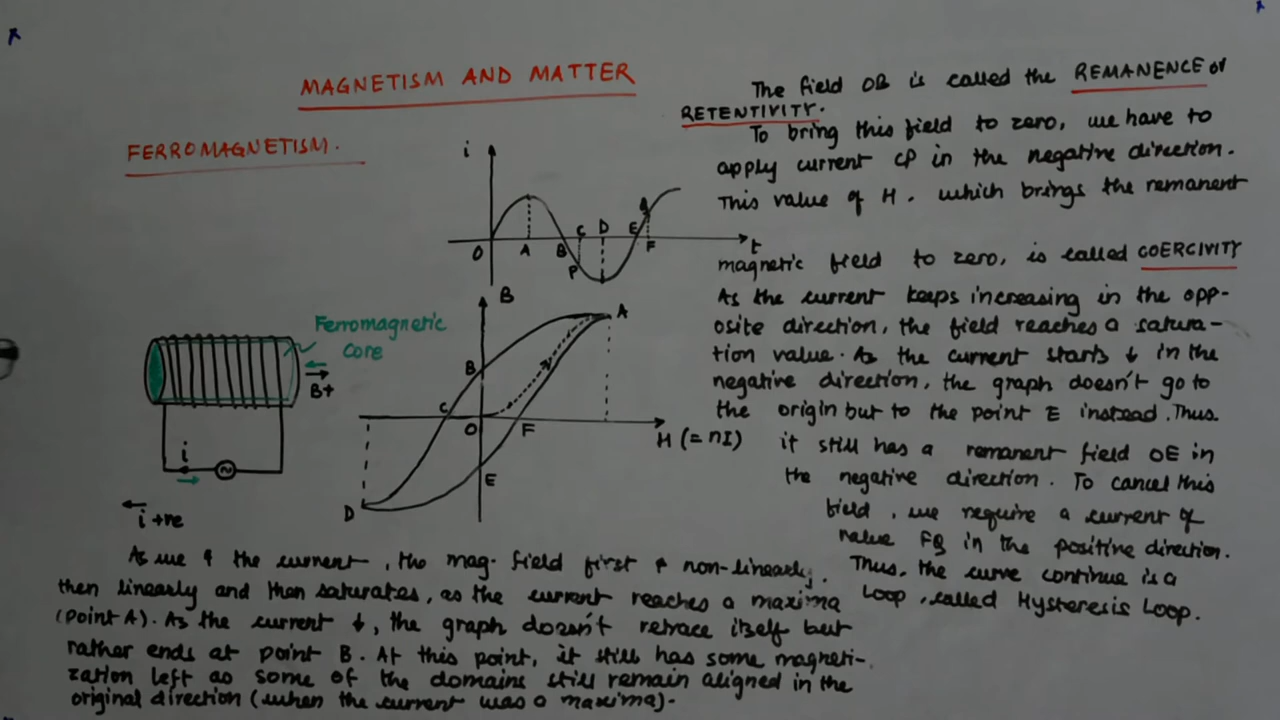 MAGNETISM AND MATTER
FERROMAGNETISM.
i
O A B C D E F t
P
Q
Ferromagnetic
core
B+
i
i +ve
B
A
B
C O F
H (= nI)
E
D
As we ↑ the current, the mag. field first ↑ non-linearly,
then linearly and then saturates, as the current reaches a maxima
(Point A). As the current ↓, the graph doesn't retrace itself but
rather ends at point B. At this point, it still has some magneti-
zation left as some of the domains still remain aligned in the
original direction (when the current was a maxima).
The field OB is called the REMANENCE or
RETENTIVITY.
To bring this field to zero, we have to
apply current CP in the negative direction.
This value of H, which brings the remanent
magnetic field to zero, is called COERCIVITY
As the current keeps increasing in the opp-
osite direction, the field reaches a satura-
tion value. As the current starts ↓ in the
negative direction, the graph doesn't go to
the origin but to the point E instead. Thus
it still has a remanent field OE in
the negative direction. To cancel this
field, we require a current of
value FQ in the positive direction.
Thus, the curve continue is a
loop, called Hysteresis Loop.